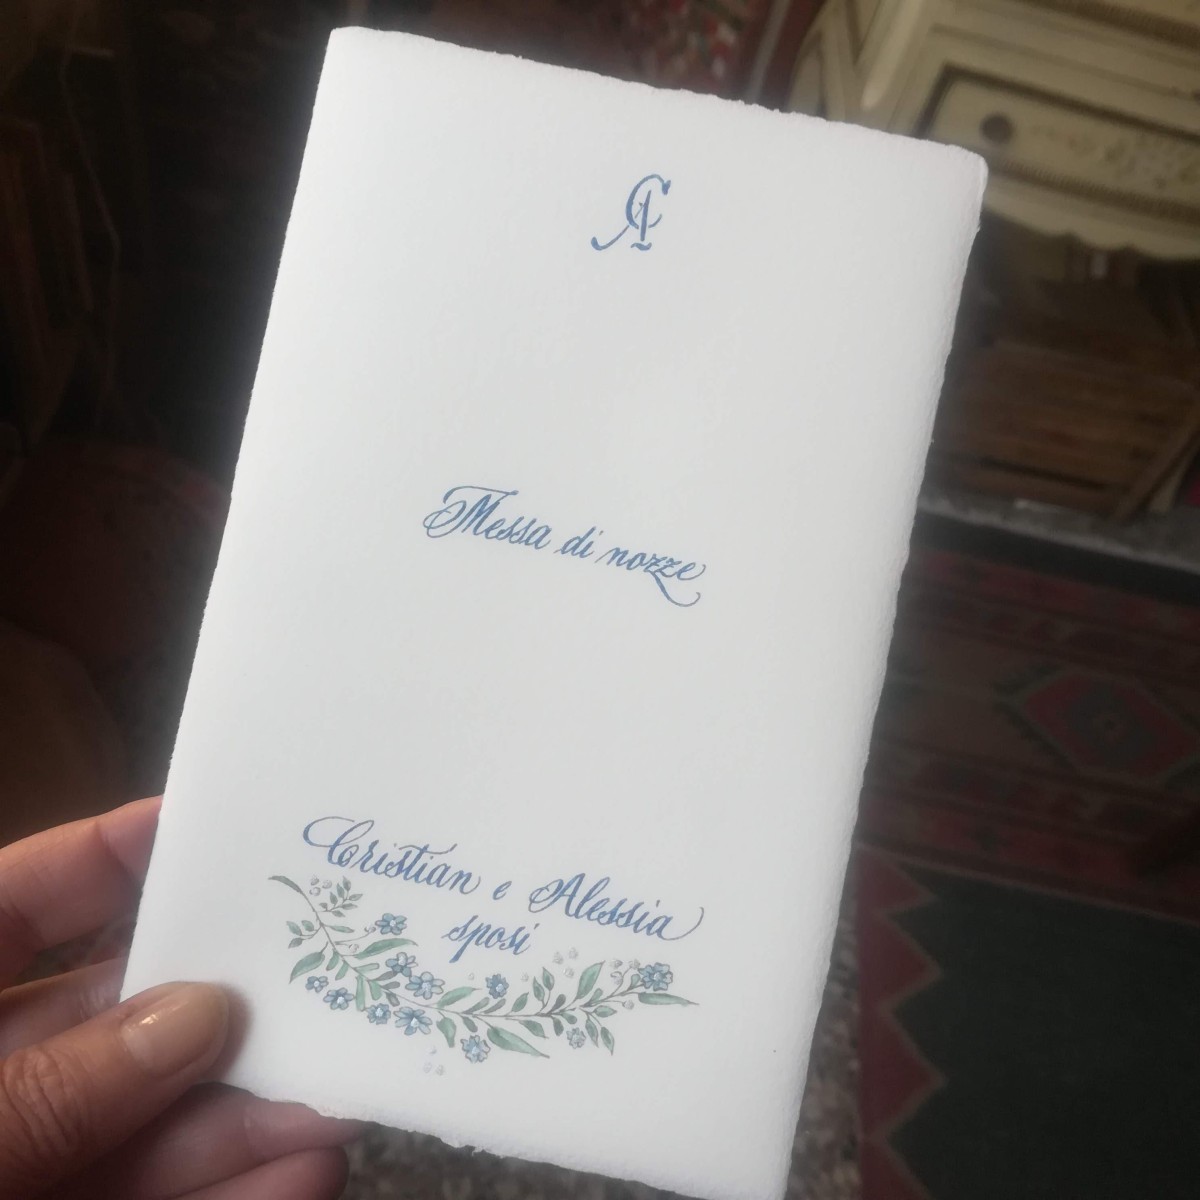 CA
Messa di nozze
Cristian e Alessia
sposi